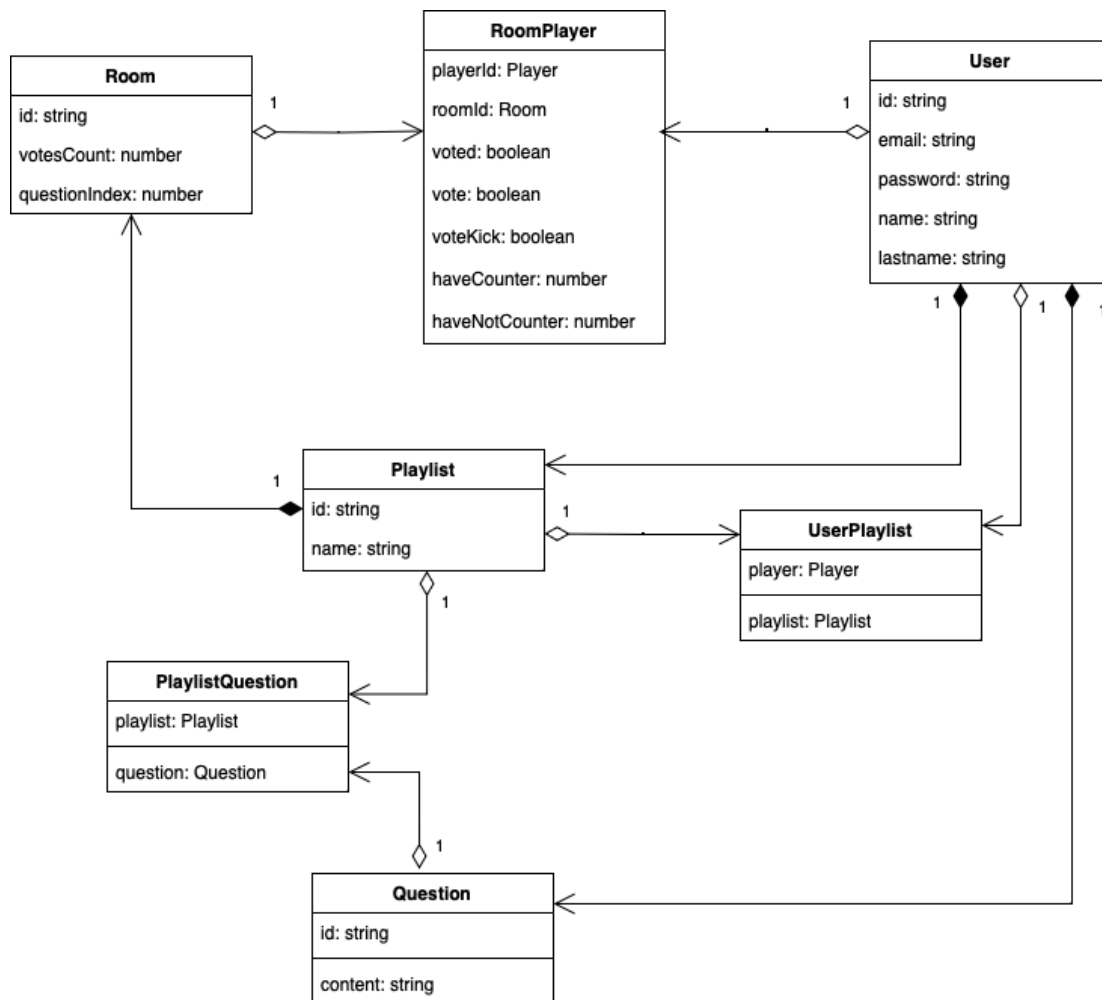 Room
id: string
votesCount: number
questionIndex: number
1
RoomPlayer
playerId: Player
roomId: Room
voted: boolean
vote: boolean
voteKick: boolean
haveCounter: number
haveNotCounter: number
1
User
id: string
email: string
password: string
name: string
lastname: string
1
1
1
1
Playlist
id: string
name: string
1
1
UserPlaylist
player: Player
playlist: Playlist
PlaylistQuestion
playlist: Playlist
question: Question
1
Question
id: string
content: string